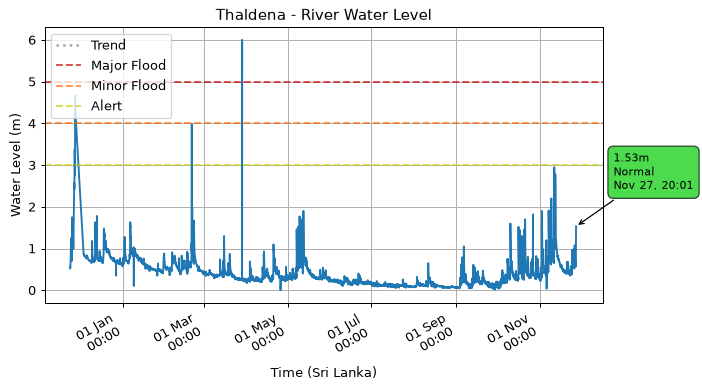 Thaldena - River Water Level
Trend
Major Flood
Minor Flood
Alert
6
5
4
3
2
1
0
Water Level (m)
1.53m
Normal
Nov 27, 20:01
01 Jan
00:00
01 Mar
00:00
01 May
00:00
01 Jul
00:00
01 Sep
00:00
01 Nov
00:00
Time (Sri Lanka)